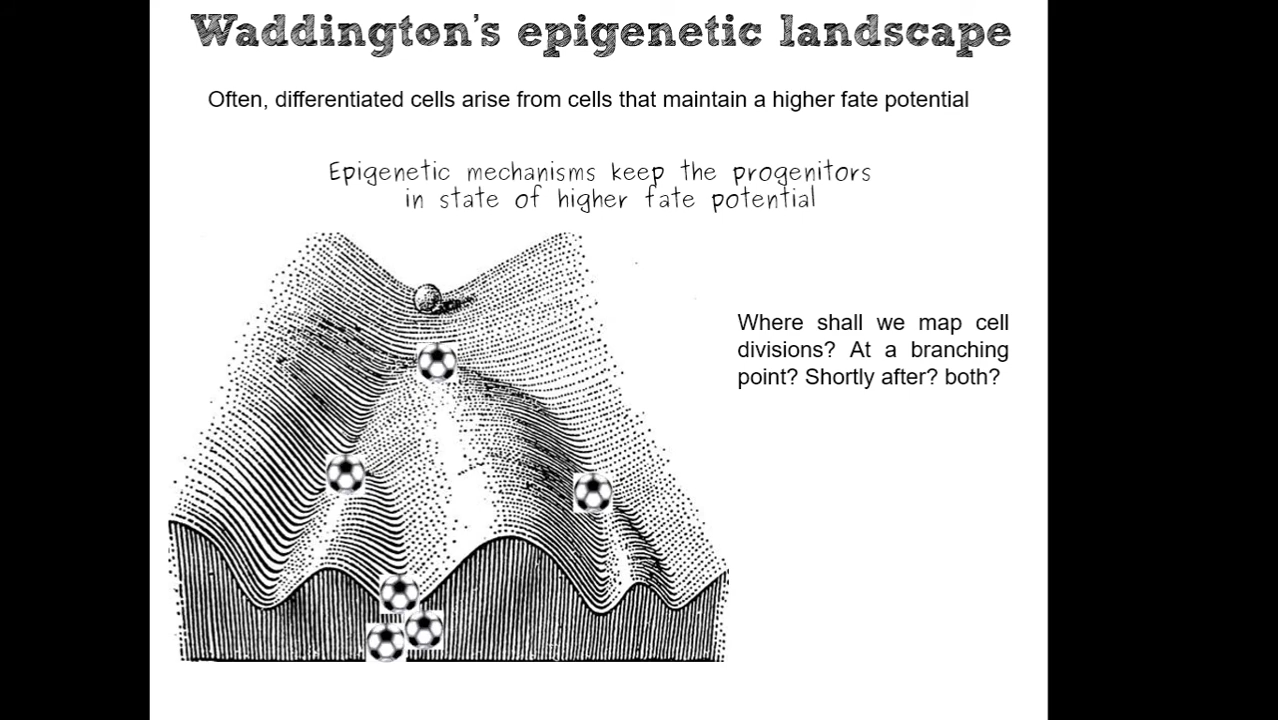 Waddington's epigenetic landscape
Often, differentiated cells arise from cells that maintain a higher fate potential
Epigenetic mechanisms keep the progenitors
in state of higher fate potential
Where shall we map cell
divisions? At a branching
point? Shortly after? both?